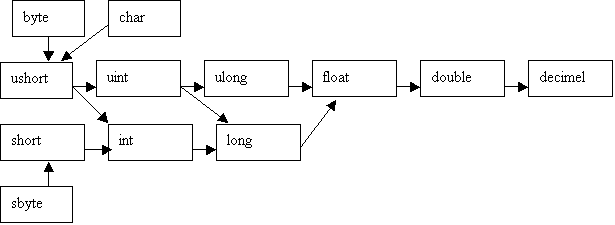 byte
char
ushort
uint
ulong
float
double
decimel
short
int
long
sbyte